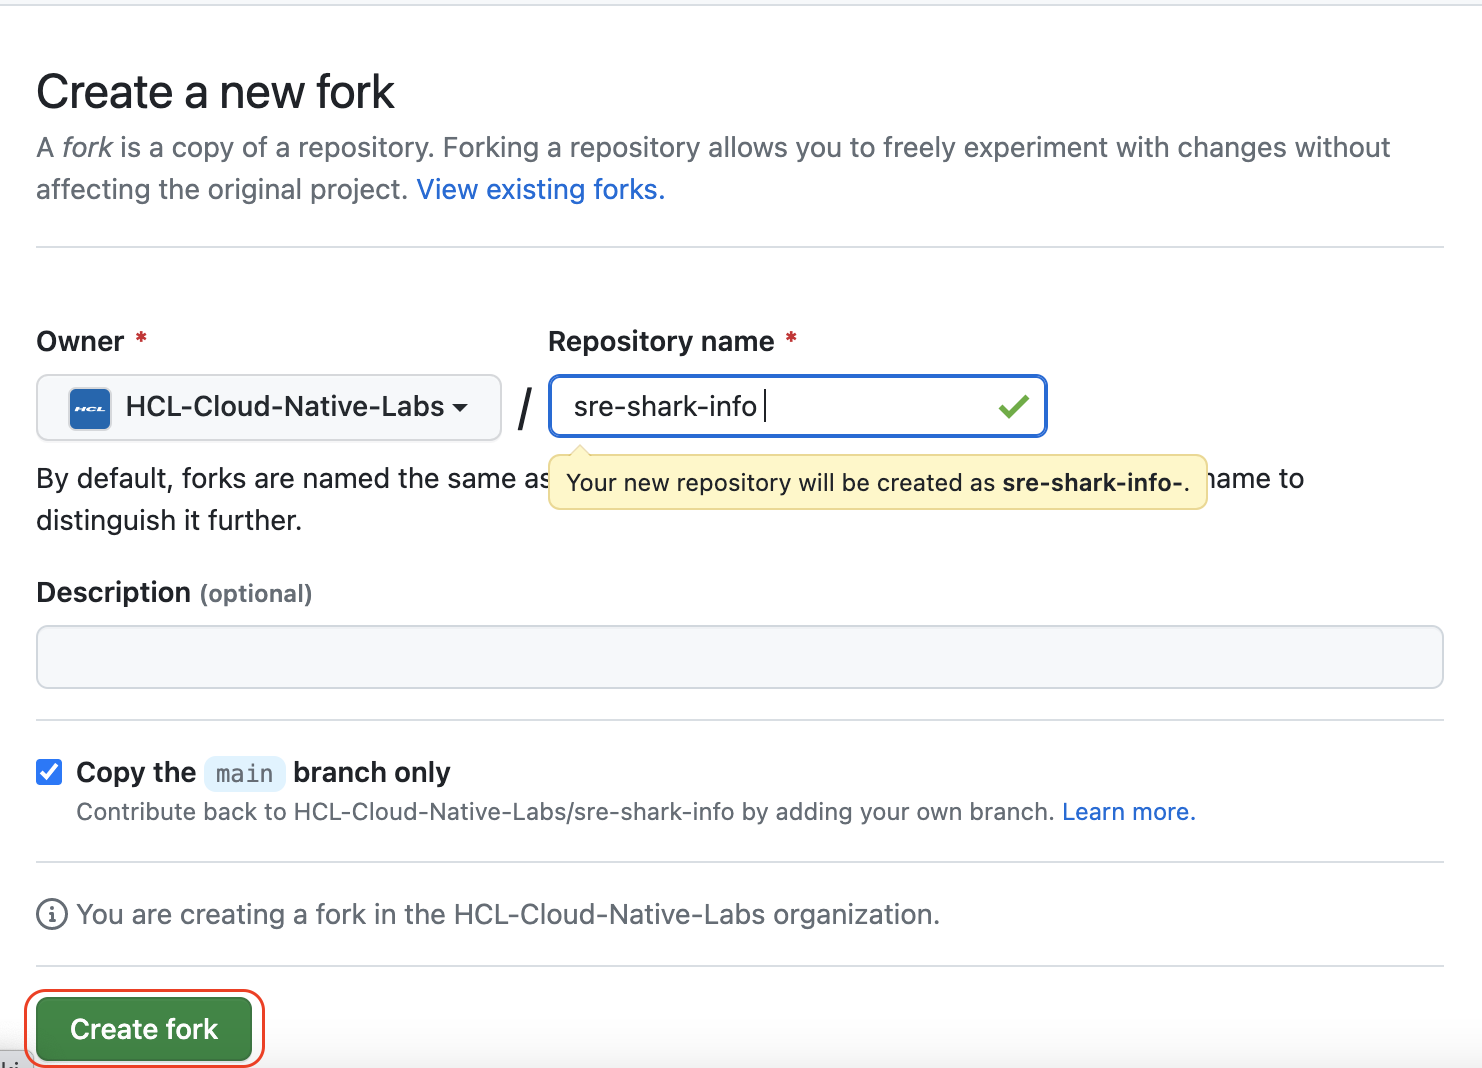 Create a new fork
A fork is a copy of a repository. Forking a repository allows you to freely experiment with changes without
affecting the original project. View existing forks.
Owner *
Repository name *
HCL HCL-Cloud-Native-Labs / sre-shark-info
By default, forks are named the same as
Your new repository will be created as sre-shark-info-.
name to
distinguish it further.
Description (optional)
Copy the main branch only
Contribute back to HCL-Cloud-Native-Labs/sre-shark-info by adding your own branch. Learn more.
You are creating a fork in the HCL-Cloud-Native-Labs organization.
Create fork